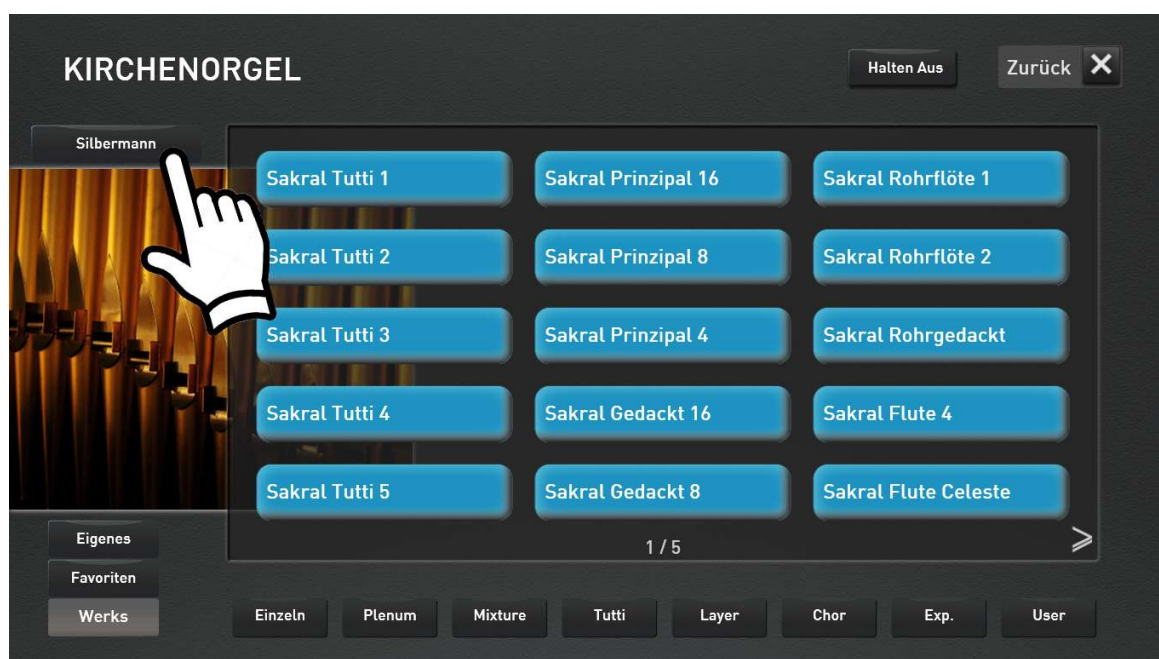 KIRCHENORGEL
Halten Aus
Zurück
Silbermann
Sakral Tutti 1
Sakral Prinzipal 16
Sakral Rohrflöte 1
Sakral Tutti 2
Sakral Prinzipal 8
Sakral Rohrflöte 2
Sakral Tutti 3
Sakral Prinzipal 4
Sakral Rohrgedackt
Sakral Tutti 4
Sakral Gedackt 16
Sakral Flute 4
Sakral Tutti 5
Sakral Gedackt 8
Sakral Flute Celeste
1 / 5
Eigenes
Favoriten
Werks
Einzeln
Plenum
Mixture
Tutti
Layer
Chor
Exp.
User